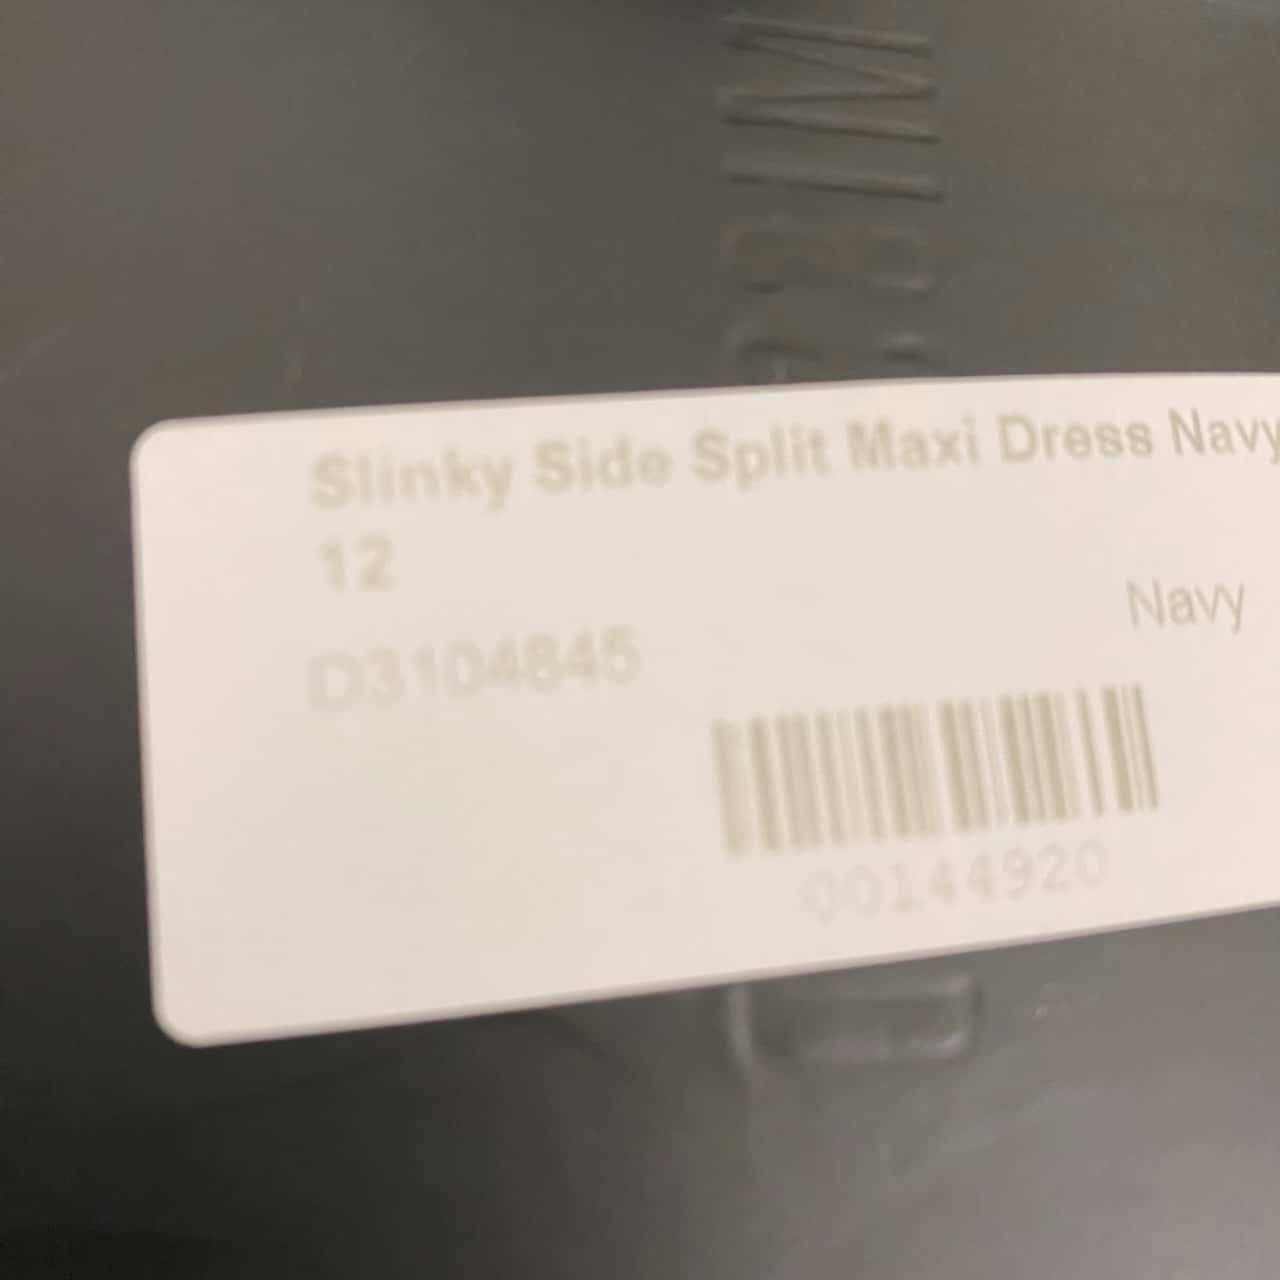 Slinky Side Split Maxi Dress Navy
12
Navy
D3104845
00144920